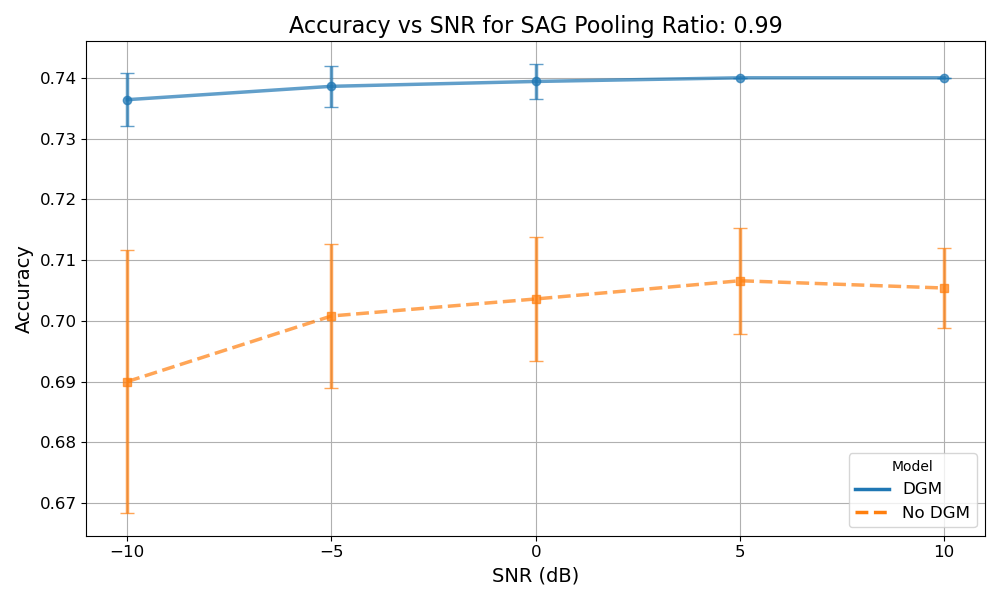 Accuracy vs SNR for SAG Pooling Ratio: 0.99
Accuracy
0.74
0.73
0.72
0.71
0.70
0.69
0.68
0.67
−10
−5
0
5
10
SNR (dB)
Model
DGM
No DGM